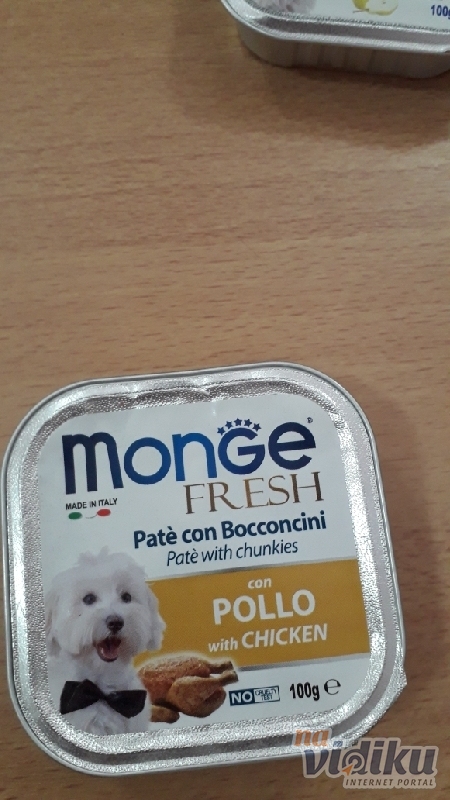 100g
monge®
FRESH
MADE IN ITALY
Patè con Bocconcini
Patè with chunkies
con
POLLO
with CHICKEN
NO CRUELTY TEST
100g ℮
na
Vidiku
INTERNET PORTAL